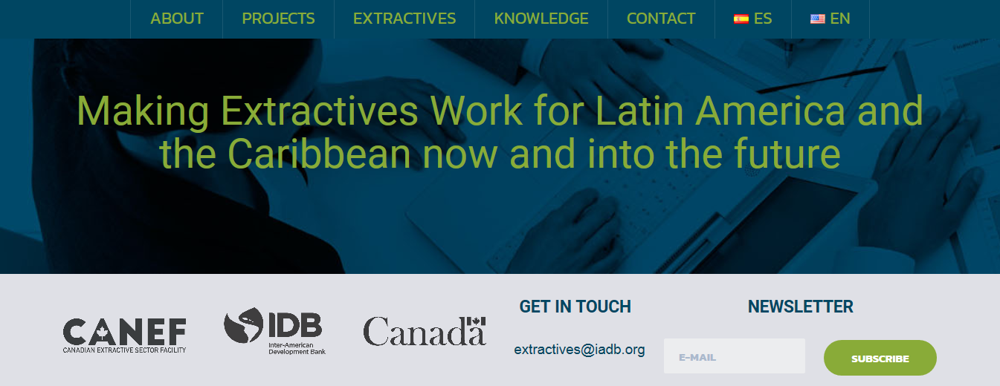 ABOUT PROJECTS EXTRACTIVES KNOWLEDGE CONTACT ES EN
Making Extractives Work for Latin America and
the Caribbean now and into the future
CANEF
CANADIAN EXTRACTIVE SECTOR FACILITY
IDB
Inter-American
Development Bank
Canada
GET IN TOUCH
extractives@iadb.org
NEWSLETTER
E-MAIL
SUBSCRIBE